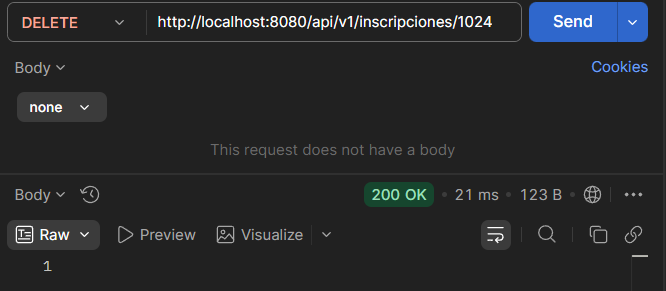 DELETE http://localhost:8080/api/v1/inscripciones/1024 Send
Body Cookies
none
This request does not have a body
Body 200 OK • 21 ms • 123 B •
Raw Preview Visualize
1